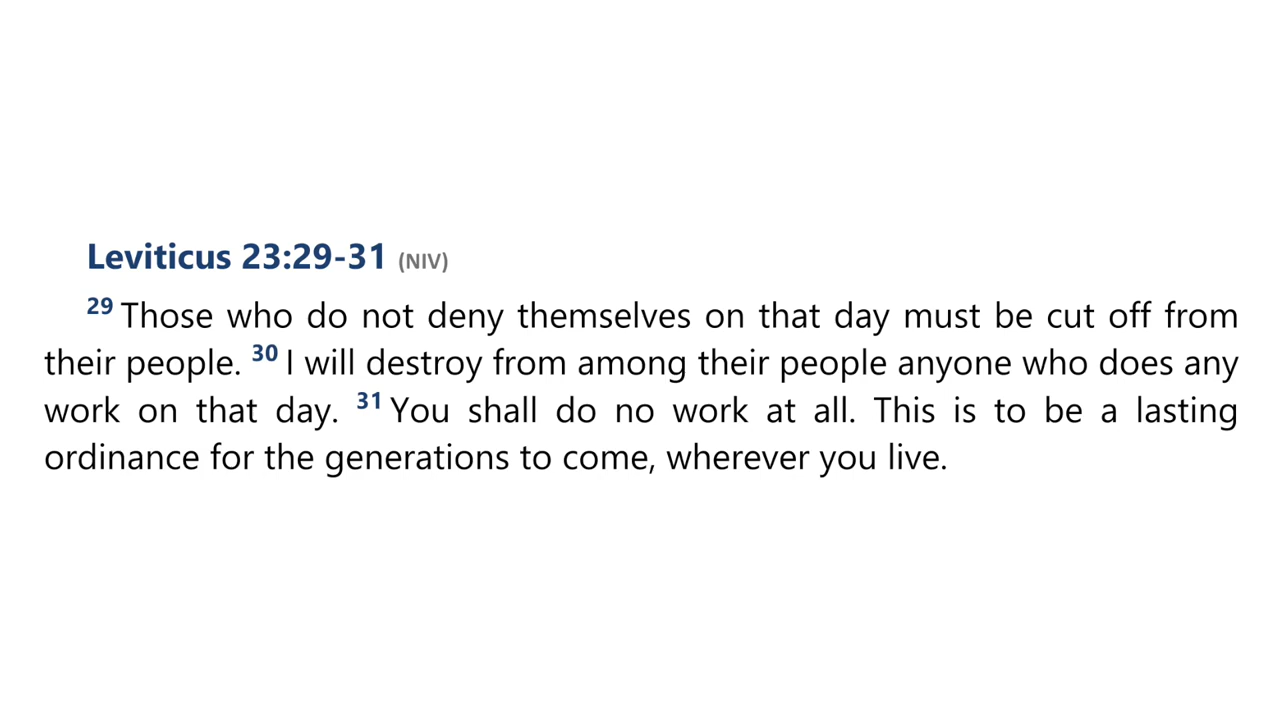 Leviticus 23:29-31 (NIV)
29 Those who do not deny themselves on that day must be cut off from
their people. 30 I will destroy from among their people anyone who does any
work on that day. 31 You shall do no work at all. This is to be a lasting
ordinance for the generations to come, wherever you live.